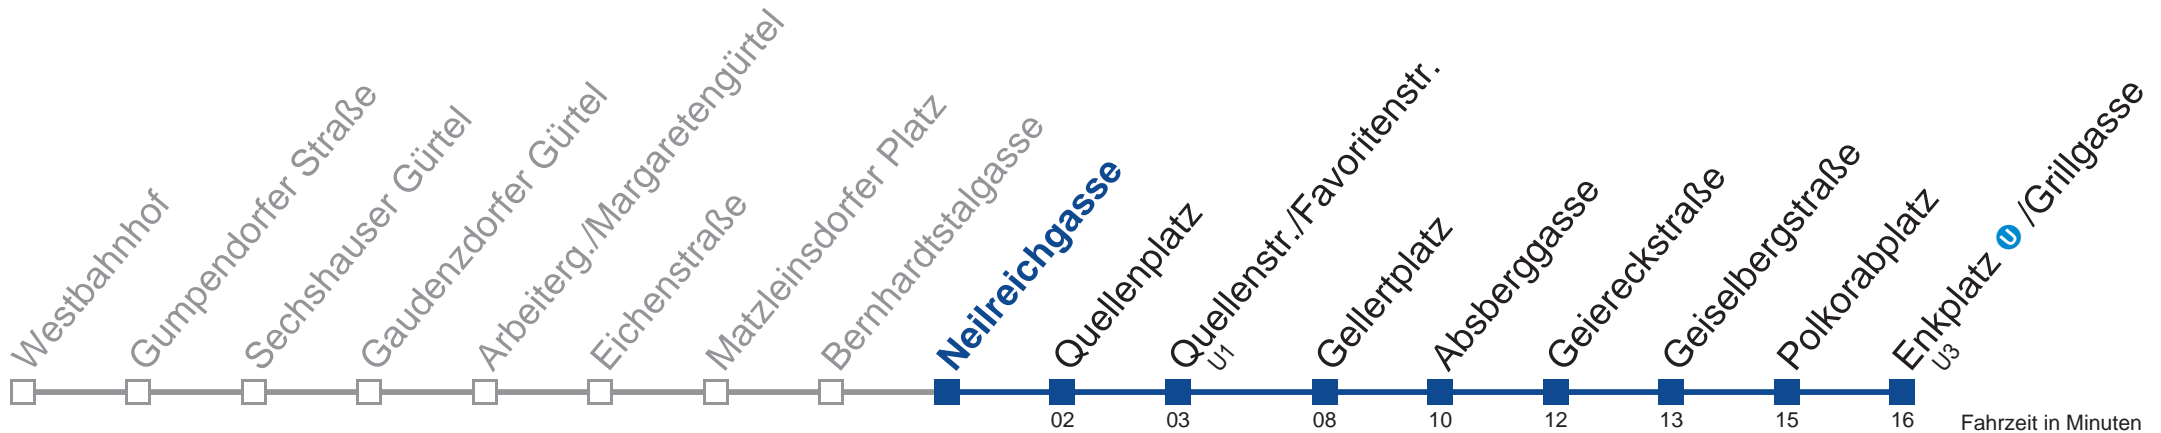 Westbahnhof
Gumpendorfer Straße
Sechshauser Gürtel
Gaudenzdorfer Gürtel
Arbeiterg./Margaretengürtel
Eichenstraße
Matzleinsdorfer Platz
Bernhardtstalgasse
Neilreichgasse
Quellenplatz
Quellenstr./Favoritenstr.
U1
Gellertplatz
Absberggasse
Geiereckstraße
Geiselbergstraße
Polkorabplatz
Enkplatz U /Grillgasse
U3
02 03 08 10 12 13 15 16 Fahrzeit in Minuten